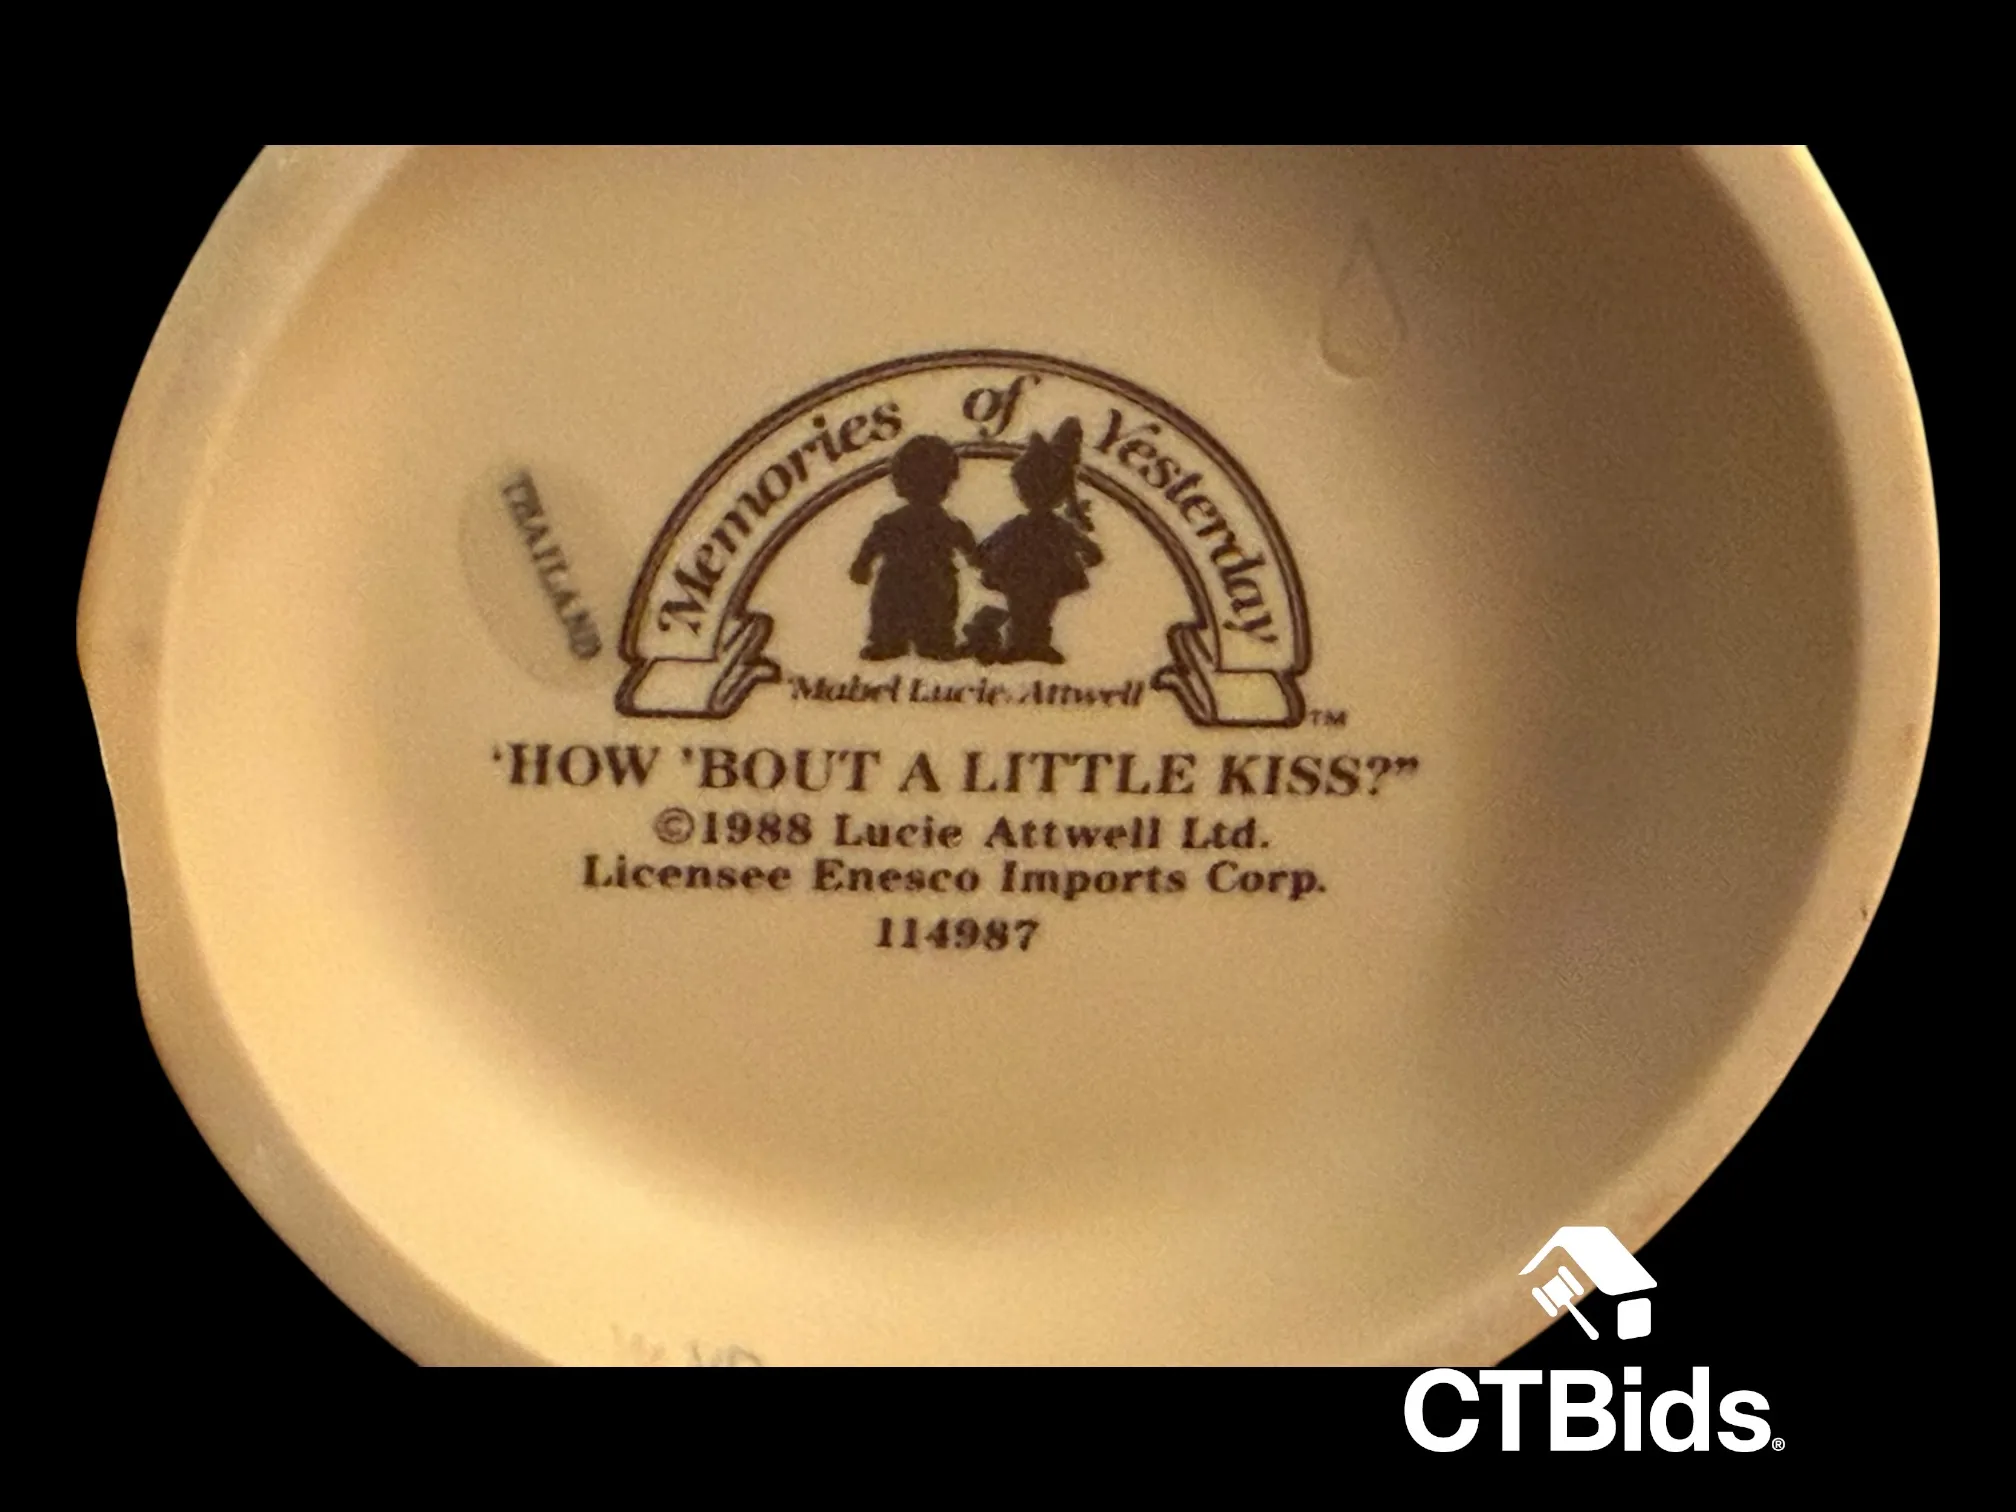 Memories of Yesterday
THAILAND
Mabel Lucie Attwell
TM
'HOW 'BOUT A LITTLE KISS?"
©1988 Lucie Attwell Ltd.
Licensee Enesco Imports Corp.
114987
CTBids®